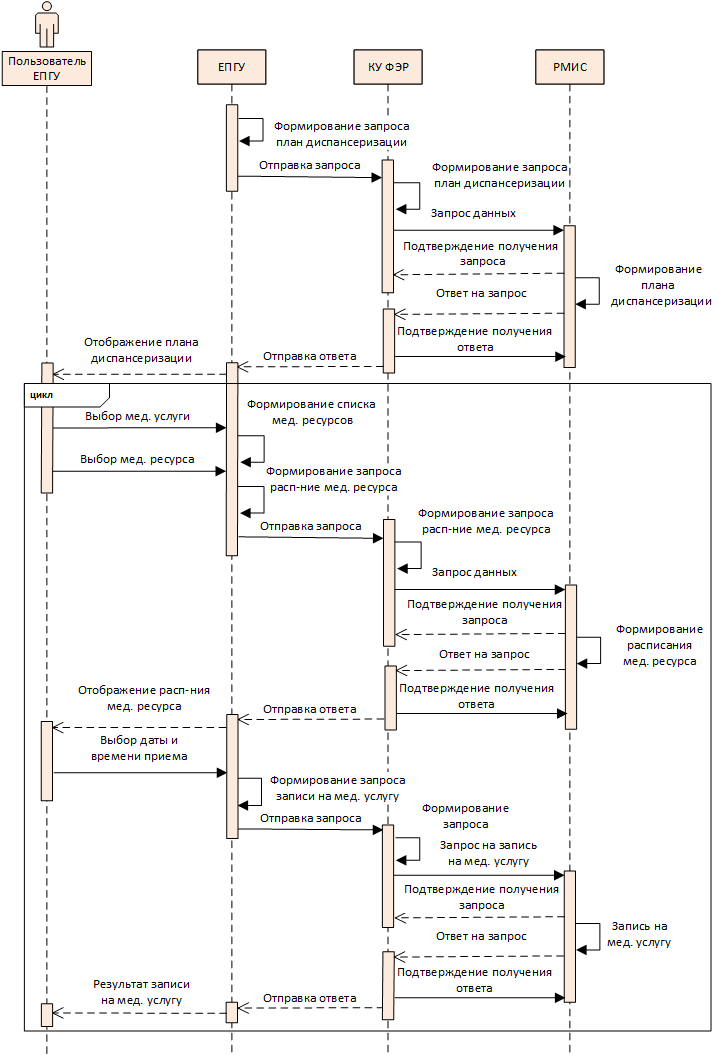 Пользователь
ЕПГУ
ЕПГУ
КУ ФЭР
РМИС
Формирование запроса
план диспансеризации
Отправка запроса
Формирование запроса
план диспансеризации
Запрос данных
Подтверждение получения
запроса
Формирование
плана
диспансеризации
Ответ на запрос
Подтверждение получения
ответа
Отправка ответа
Отображение плана
диспансеризации
цикл
Выбор мед. услуги
Формирование списка
мед. ресурсов
Выбор мед. ресурса
Формирование запроса
расп-ние мед. ресурса
Отправка запроса
Формирование запроса
расп-ние мед. ресурса
Запрос данных
Подтверждение получения
запроса
Формирование
расписания
мед. ресурса
Ответ на запрос
Подтверждение получения
ответа
Отправка ответа
Отображение расп-ния
мед. ресурса
Выбор даты и
времени приема
Формирование запроса
записи на мед. услугу
Отправка запроса
Формирование
запроса
Запрос на запись
на мед. услугу
Подтверждение получения
запроса
Запись на
мед. услугу
Ответ на запрос
Подтверждение получения
ответа
Отправка ответа
Результат записи
на мед. услугу